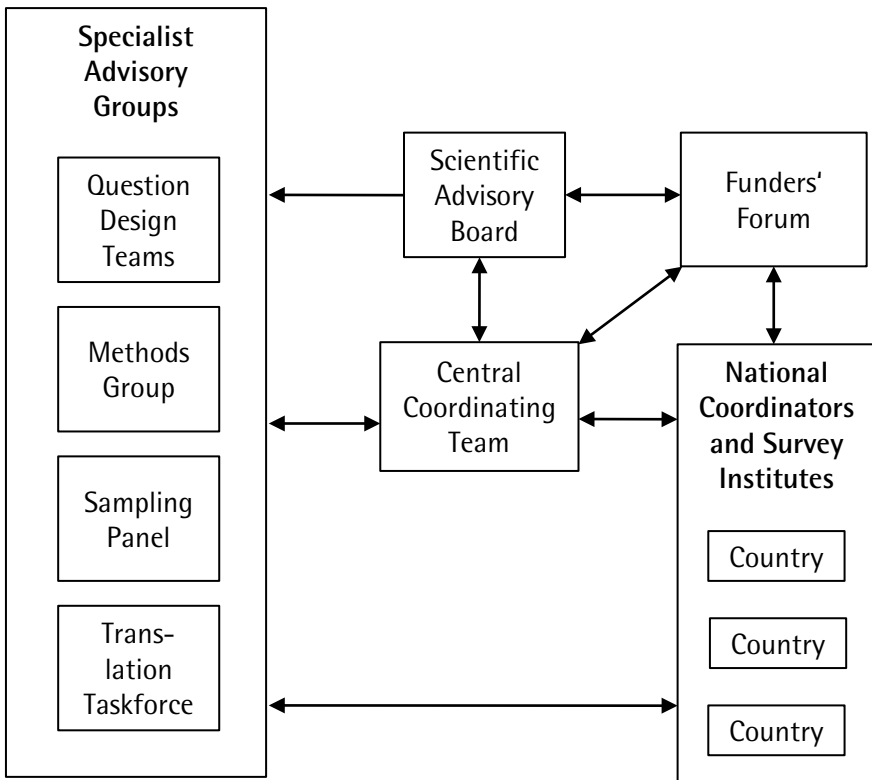 Specialist
Advisory
Groups
Question
Design
Teams
Methods
Group
Sampling
Panel
Trans-
lation
Taskforce
Scientific
Advisory
Board
Funders‘
Forum
Central
Coordinating
Team
National
Coordinators
and Survey
Institutes
Country
Country
Country